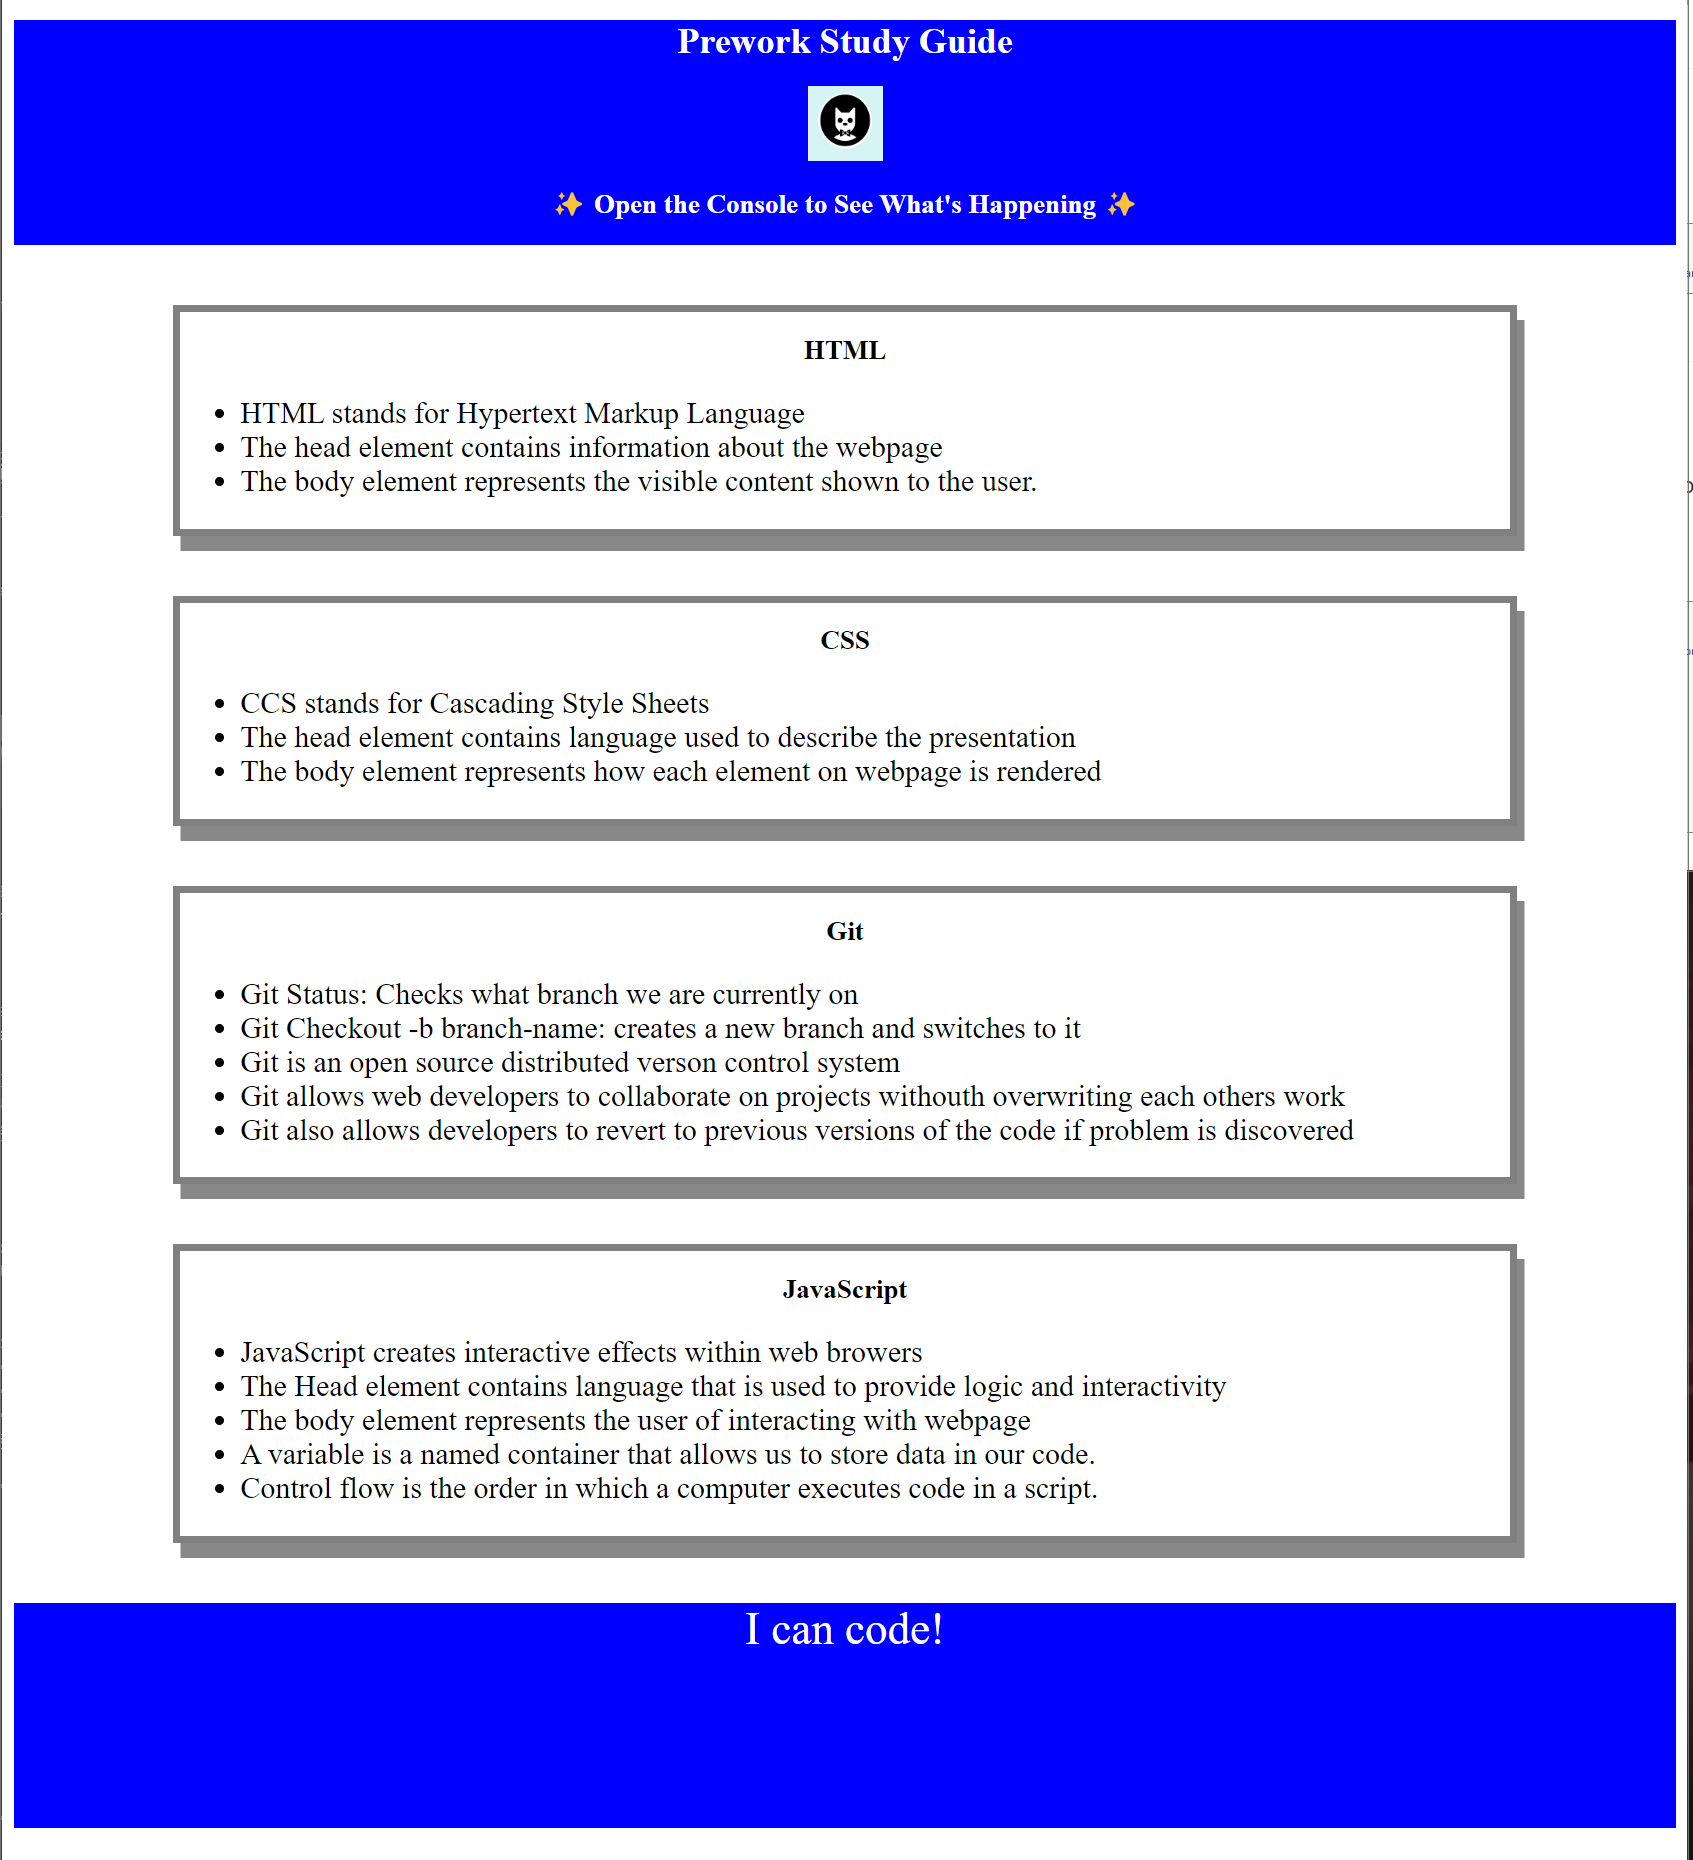 Prework Study Guide
✨ Open the Console to See What's Happening ✨
HTML
• HTML stands for Hypertext Markup Language
• The head element contains information about the webpage
• The body element represents the visible content shown to the user.
CSS
• CCS stands for Cascading Style Sheets
• The head element contains language used to describe the presentation
• The body element represents how each element on webpage is rendered
Git
• Git Status: Checks what branch we are currently on
• Git Checkout -b branch-name: creates a new branch and switches to it
• Git is an open source distributed verson control system
• Git allows web developers to collaborate on projects withouth overwriting each others work
• Git also allows developers to revert to previous versions of the code if problem is discovered
JavaScript
• JavaScript creates interactive effects within web browers
• The Head element contains language that is used to provide logic and interactivity
• The body element represents the user of interacting with webpage
• A variable is a named container that allows us to store data in our code.
• Control flow is the order in which a computer executes code in a script.
I can code!